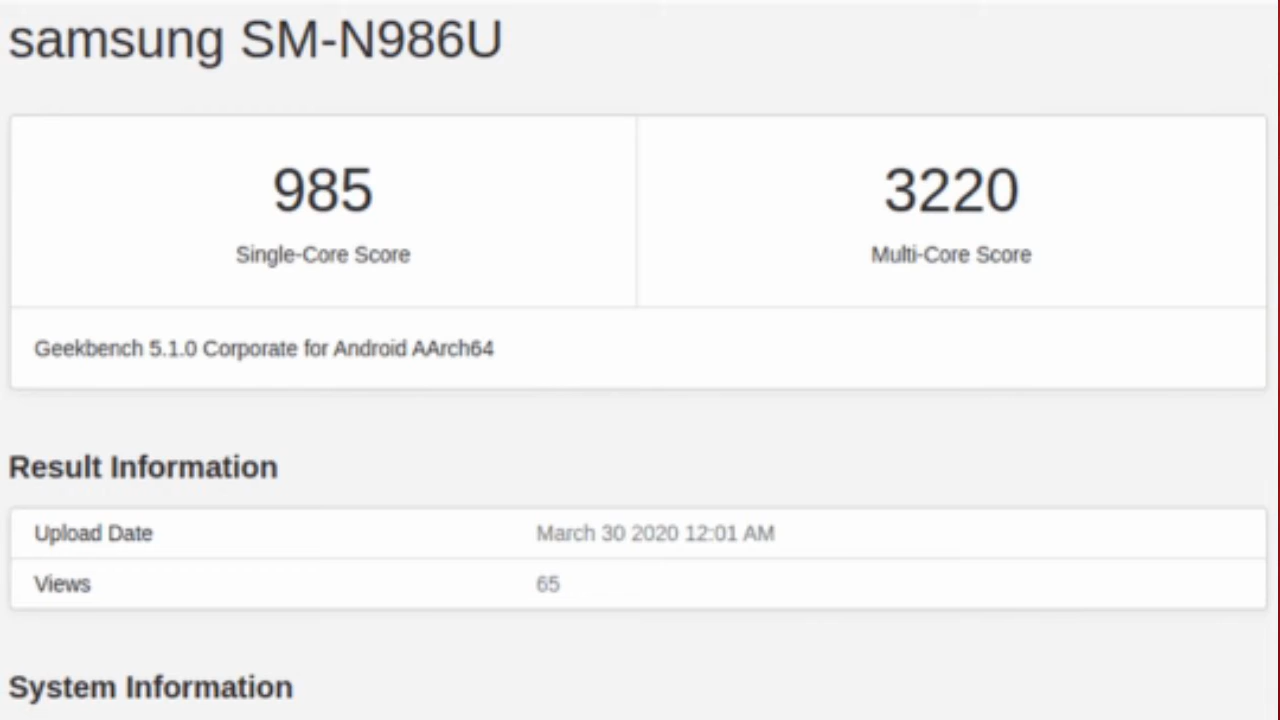 samsung SM-N986U
985
3220
Single-Core Score
Multi-Core Score
Geekbench 5.1.0 Corporate for Android AArch64
Result Information
Upload Date
March 30 2020 12:01 AM
Views
65
System Information